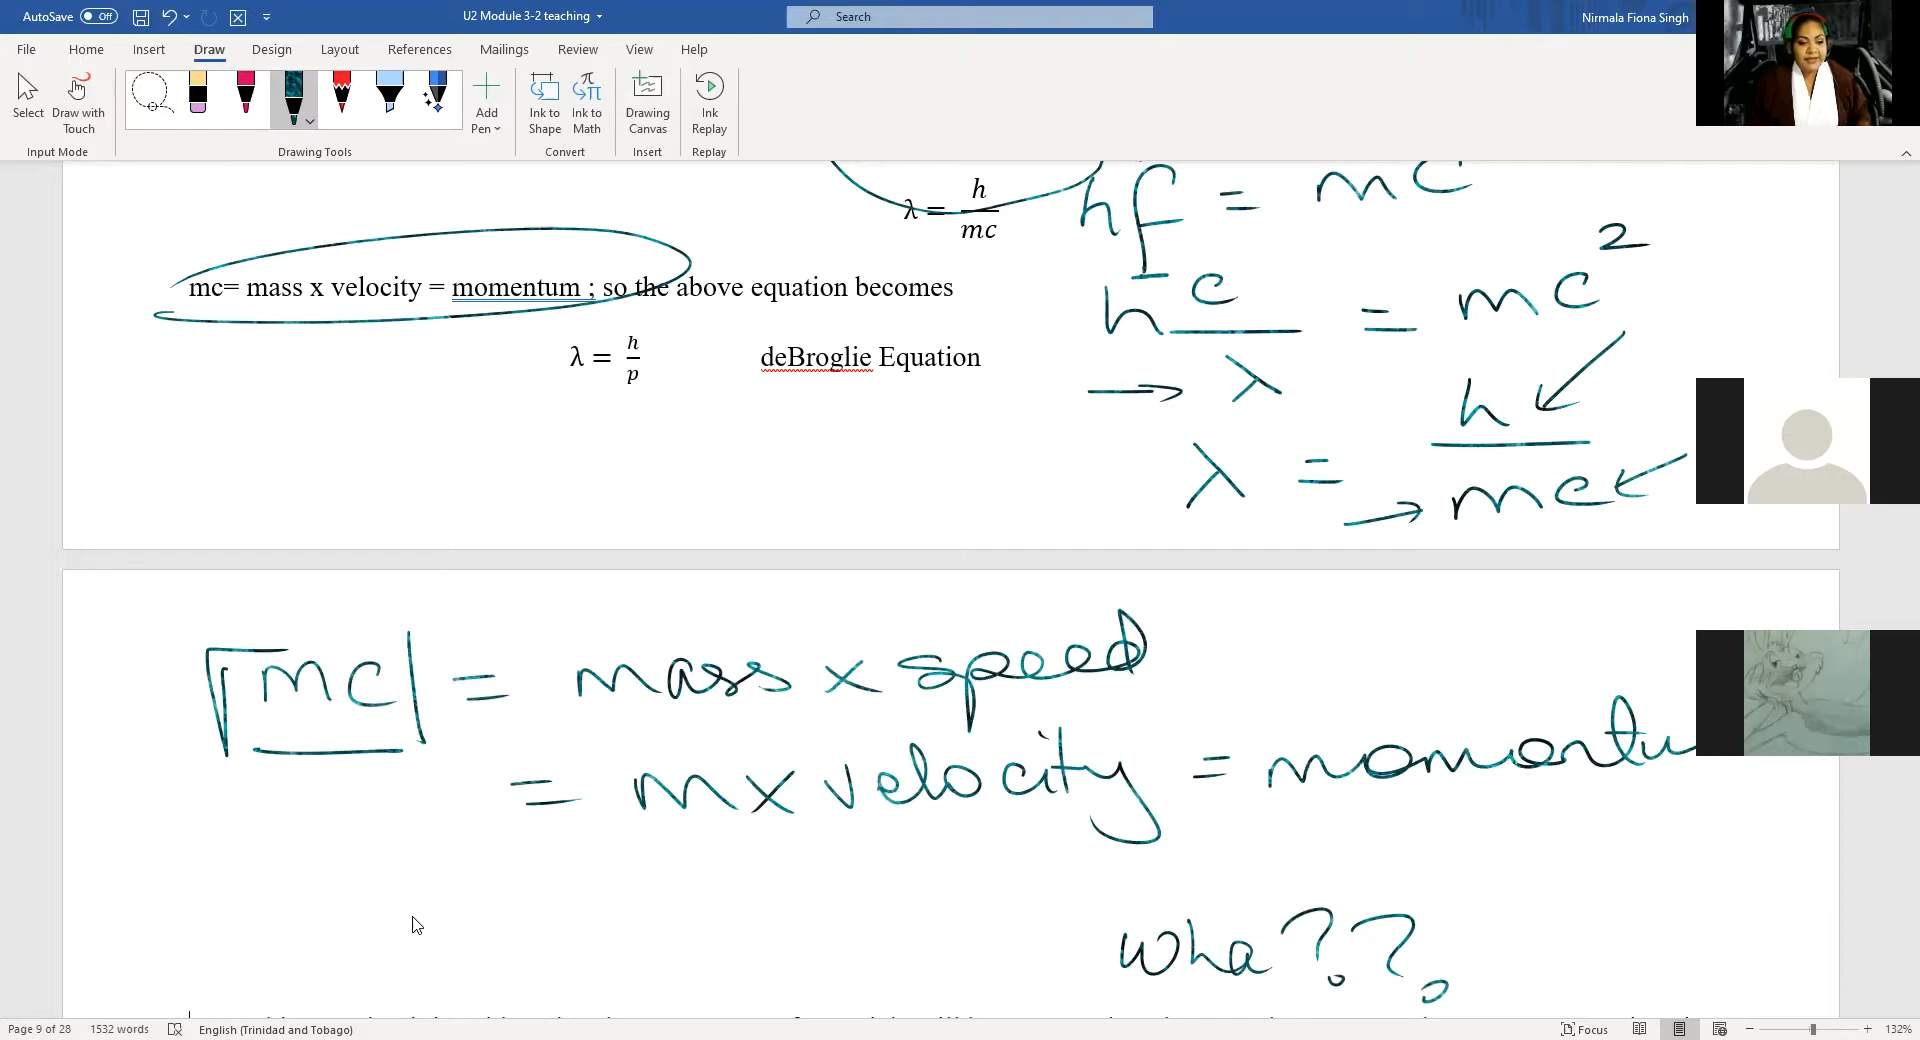 AutoSave Off U2 Module 3-2 teaching Search Nirmala Fiona Singh
File Home Insert Draw Design Layout References Mailings Review View Help
Select Draw with Touch Add Pen Ink to Shape Ink to Math Drawing Canvas Ink Replay
Input Mode Drawing Tools Convert Insert Replay
λ = h/mc
hf = mc
mc= mass x velocity = momentum ; so the above equation becomes
hc/λ = mc²
λ = h/p deBroglie Equation
λ = h/mc
mc = mass x speed
= m x velocity = momentu
wha??
Page 9 of 28 1532 words English (Trinidad and Tobago) Focus 132%